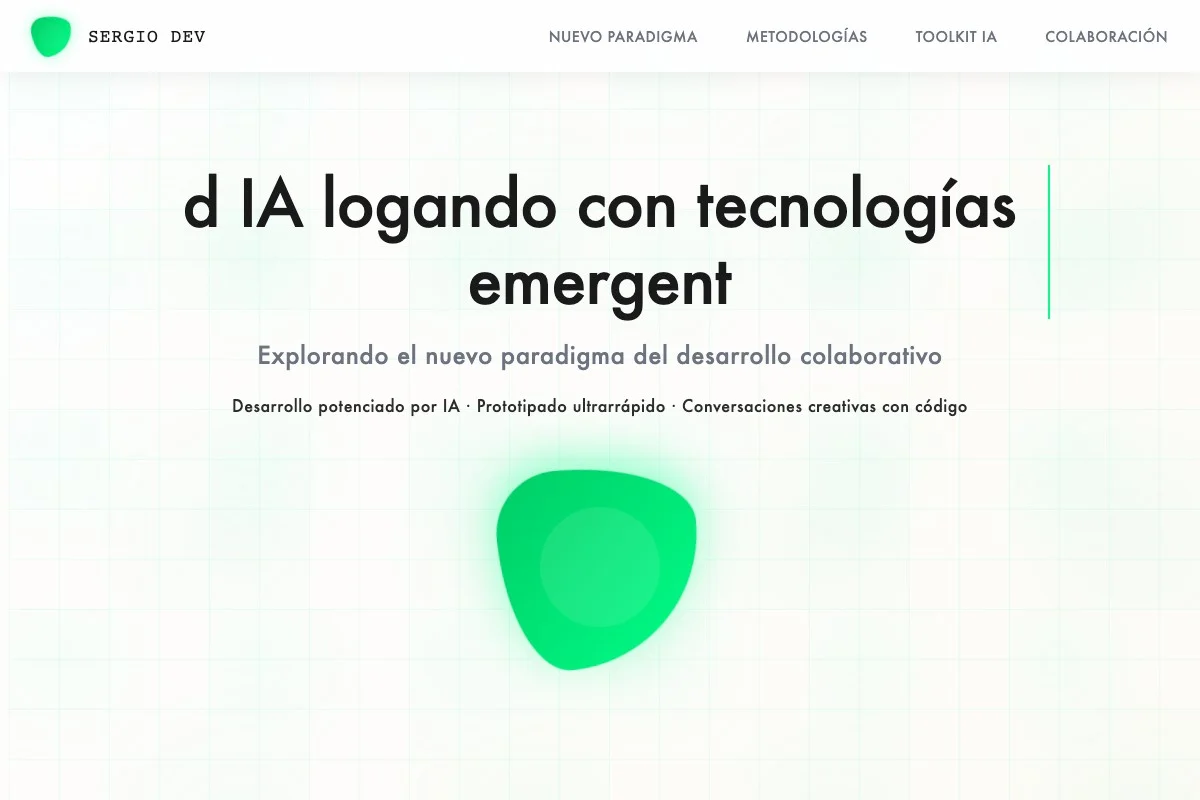 SERGIO DEV
NUEVO PARADIGMA
METODOLOGÍAS
TOOLKIT IA
COLABORACIÓN
d IA logando con tecnologías
emergent
Explorando el nuevo paradigma del desarrollo colaborativo
Desarrollo potenciado por IA · Prototipado ultrarrápido · Conversaciones creativas con código